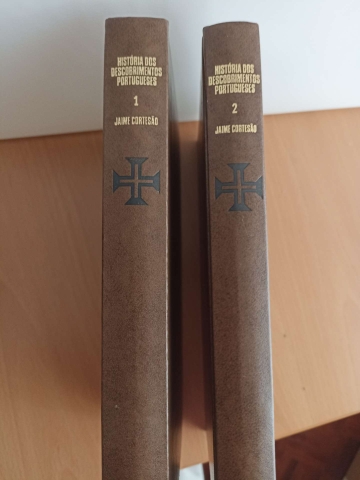 HISTÓRIA DOS
DESCOBRIMENTOS
PORTUGUESES
1
JAIME CORTESÃO
HISTÓRIA DOS
DESCOBRIMENTOS
PORTUGUESES
2
JAIME CORTESÃO